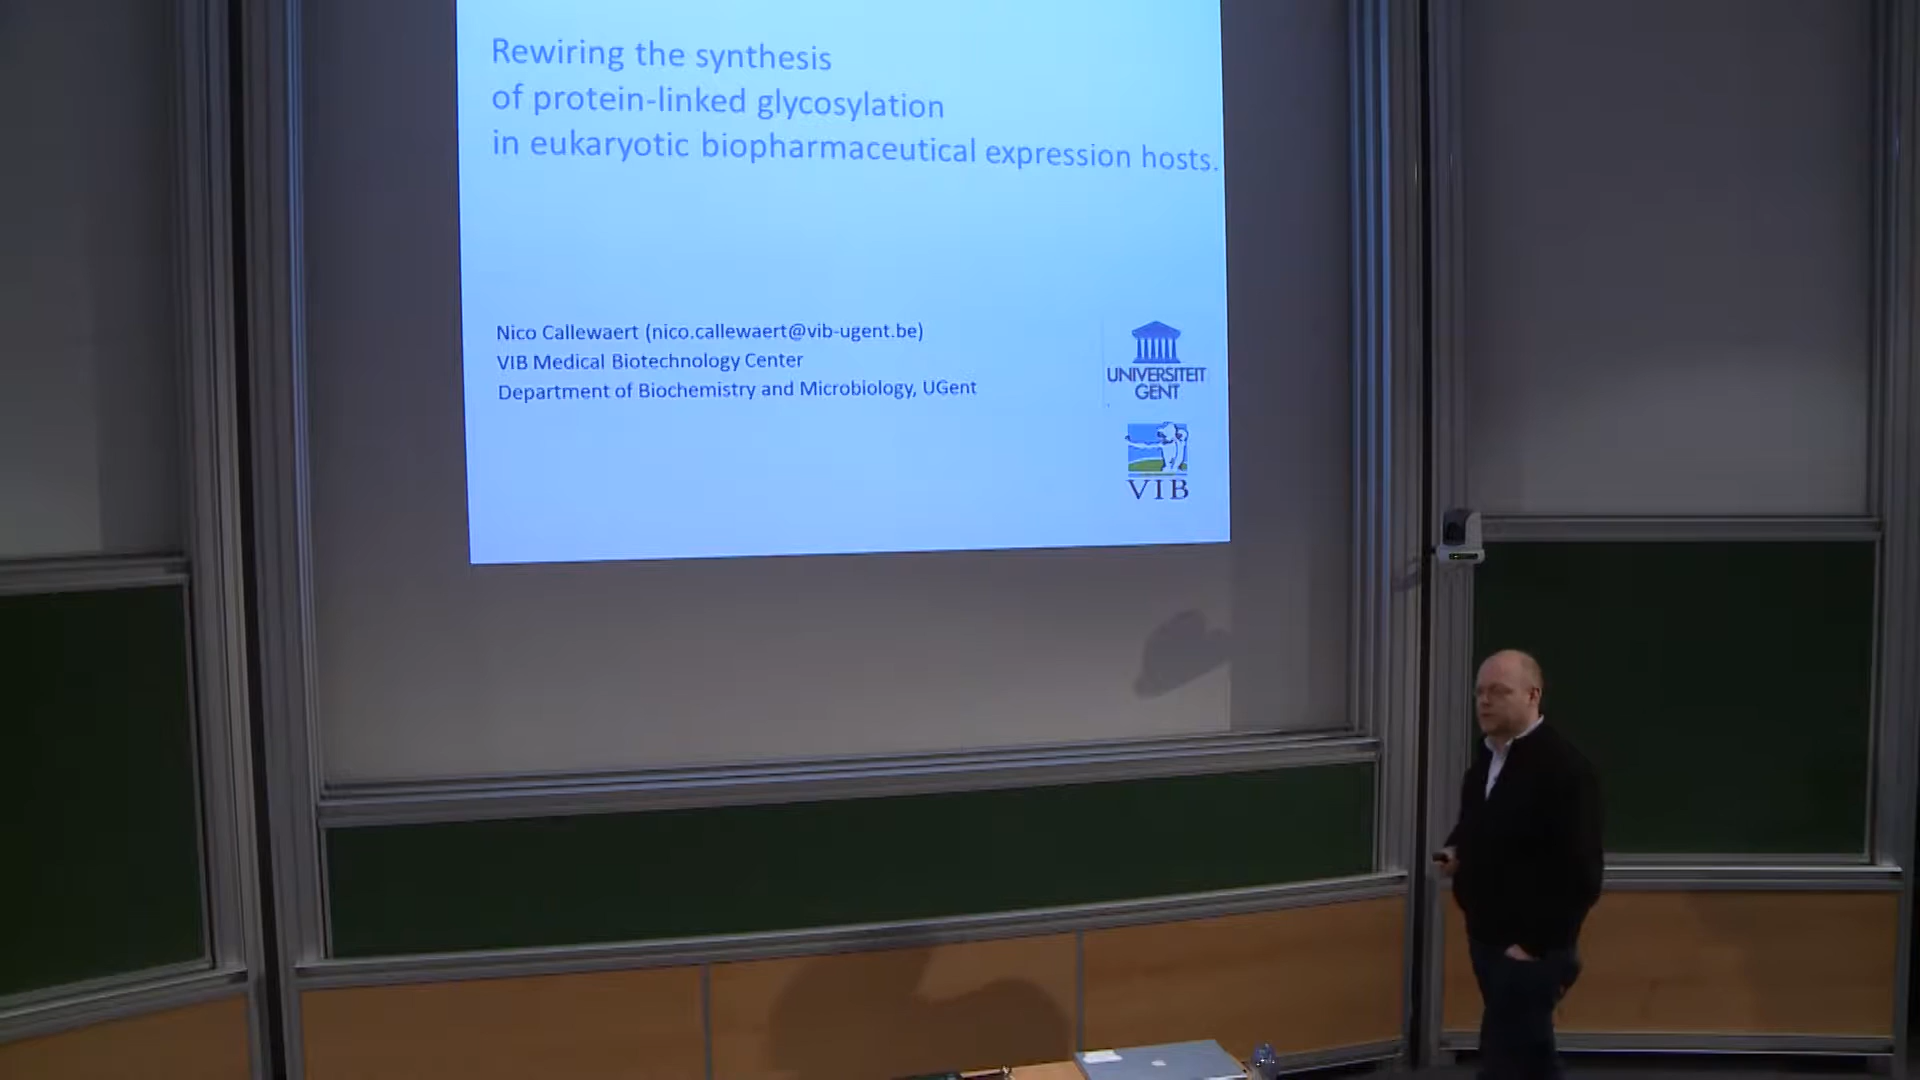 Rewiring the synthesis
of protein-linked glycosylation
in eukaryotic biopharmaceutical expression hosts.
Nico Callewaert (nico.callewaert@vib-ugent.be)
VIB Medical Biotechnology Center
Department of Biochemistry and Microbiology, UGent
UNIVERSITEIT
GENT
VIB